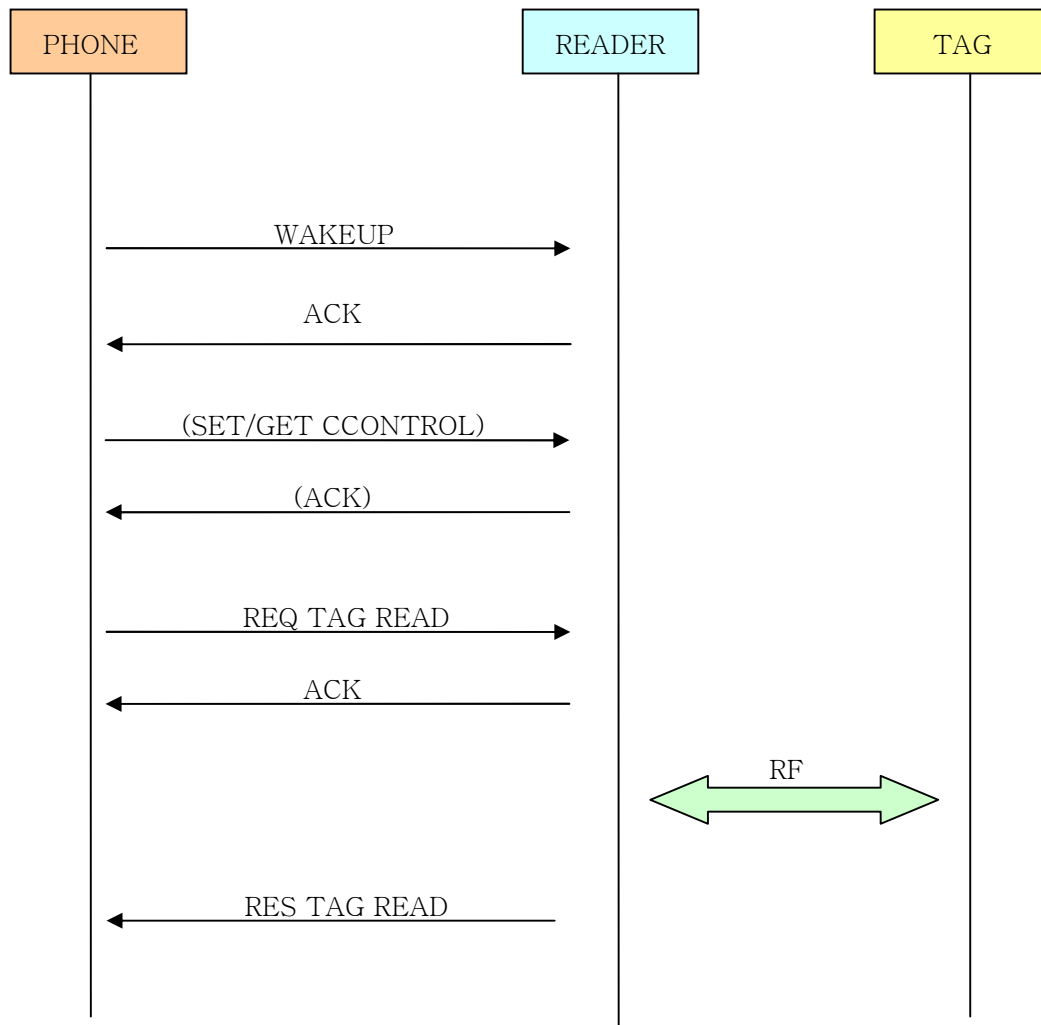 PHONE
READER
TAG
WAKEUP
ACK
(SET/GET CCONTROL)
(ACK)
REQ TAG READ
ACK
RF
RES TAG READ